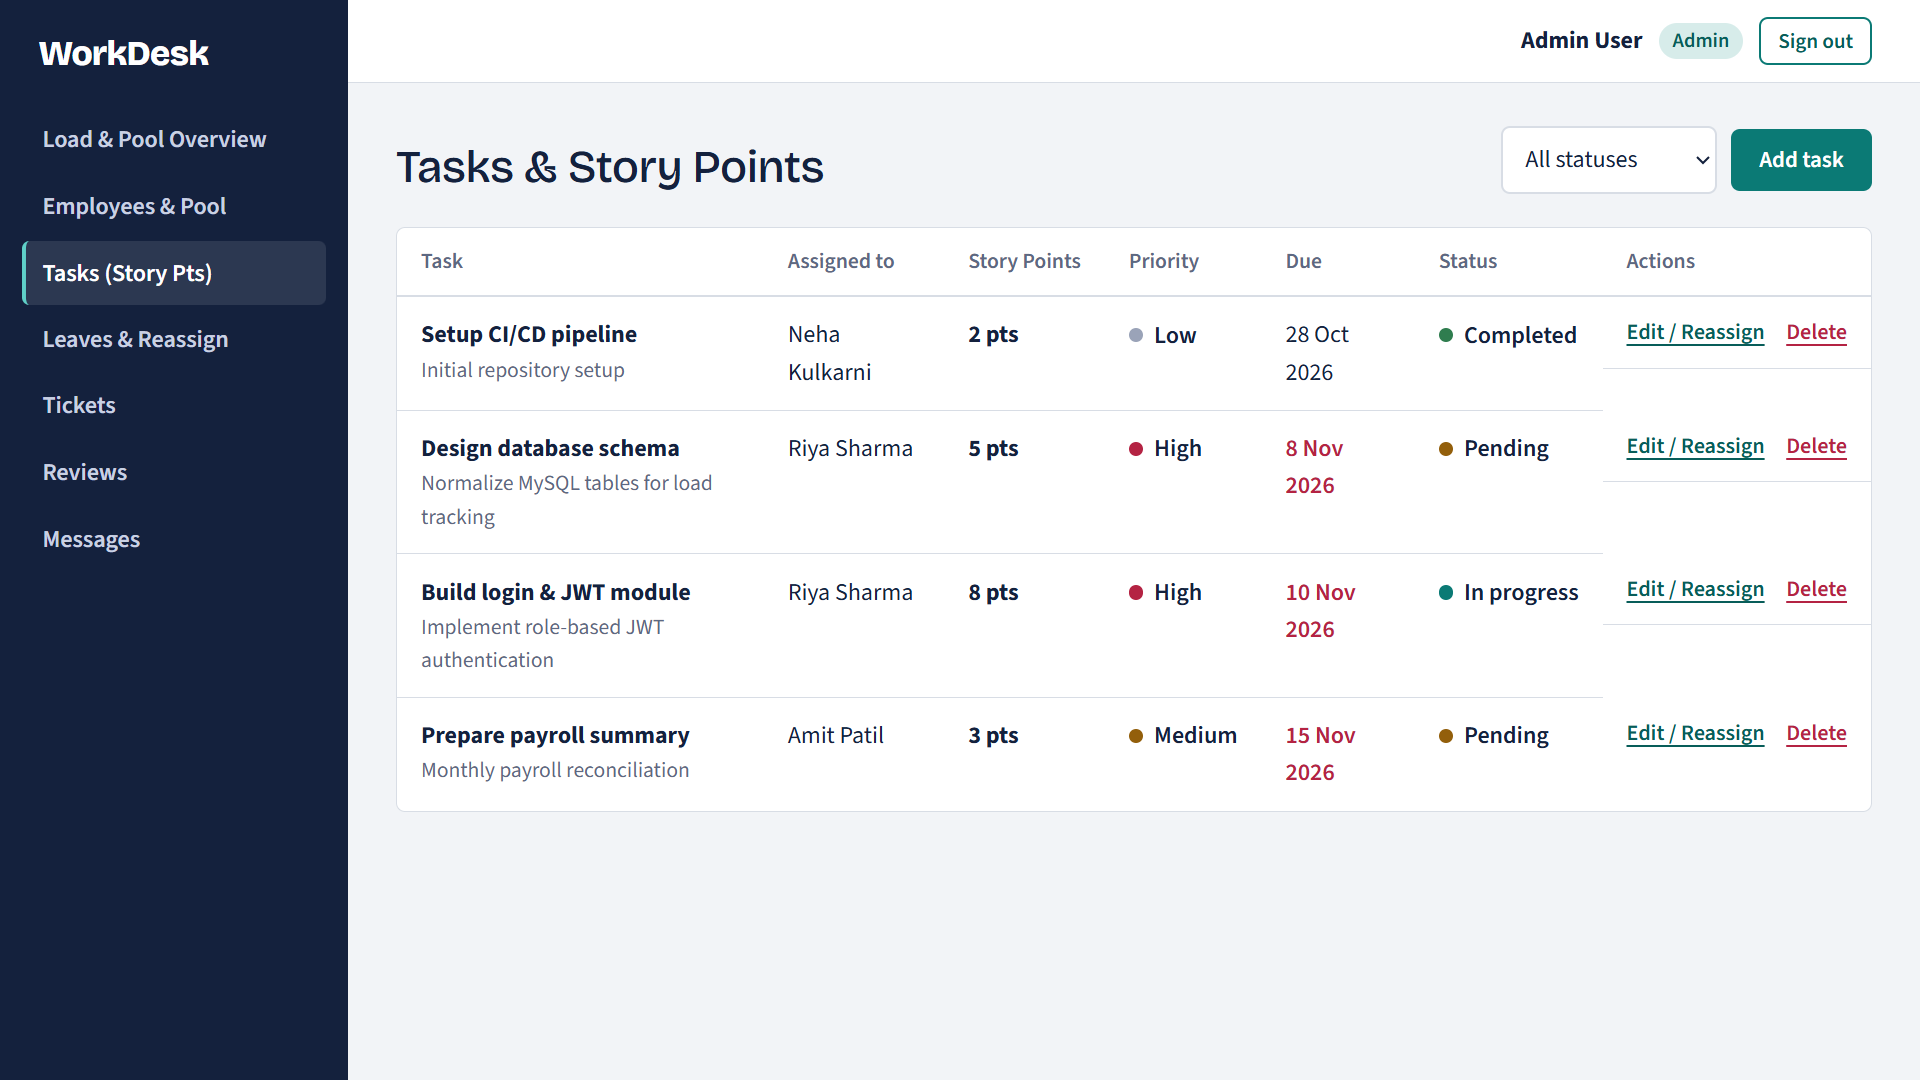 WorkDesk
Load & Pool Overview
Employees & Pool
Tasks (Story Pts)
Leaves & Reassign
Tickets
Reviews
Messages
Admin User Admin Sign out
Tasks & Story Points All statuses Add task
Task Assigned to Story Points Priority Due Status Actions
Setup CI/CD pipeline Neha 2 pts Low 28 Oct Completed Edit / Reassign Delete
Initial repository setup Kulkarni 2026
Design database schema Riya Sharma 5 pts High 8 Nov Pending Edit / Reassign Delete
Normalize MySQL tables for load 2026
tracking
Build login & JWT module Riya Sharma 8 pts High 10 Nov In progress Edit / Reassign Delete
Implement role-based JWT 2026
authentication
Prepare payroll summary Amit Patil 3 pts Medium 15 Nov Pending Edit / Reassign Delete
Monthly payroll reconciliation 2026